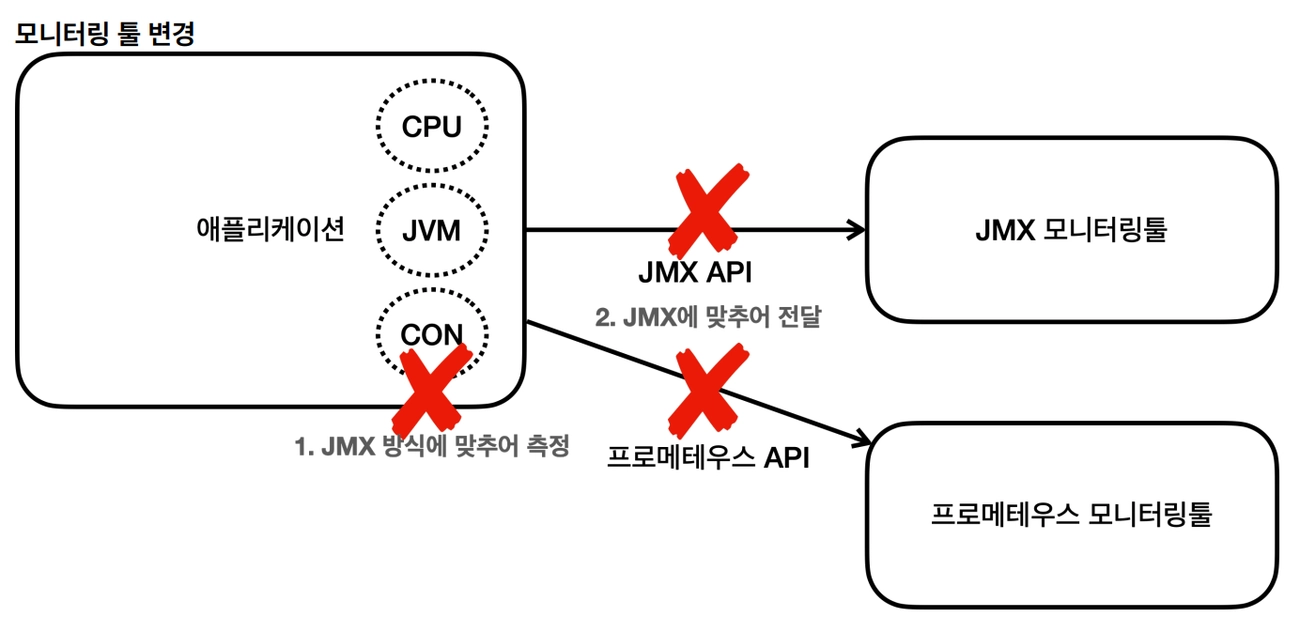 모니터링 툴 변경
CPU
애플리케이션
JVM
CON
1. JMX 방식에 맞추어 측정
JMX API
2. JMX에 맞추어 전달
프로메테우스 API
JMX 모니터링툴
프로메테우스 모니터링툴